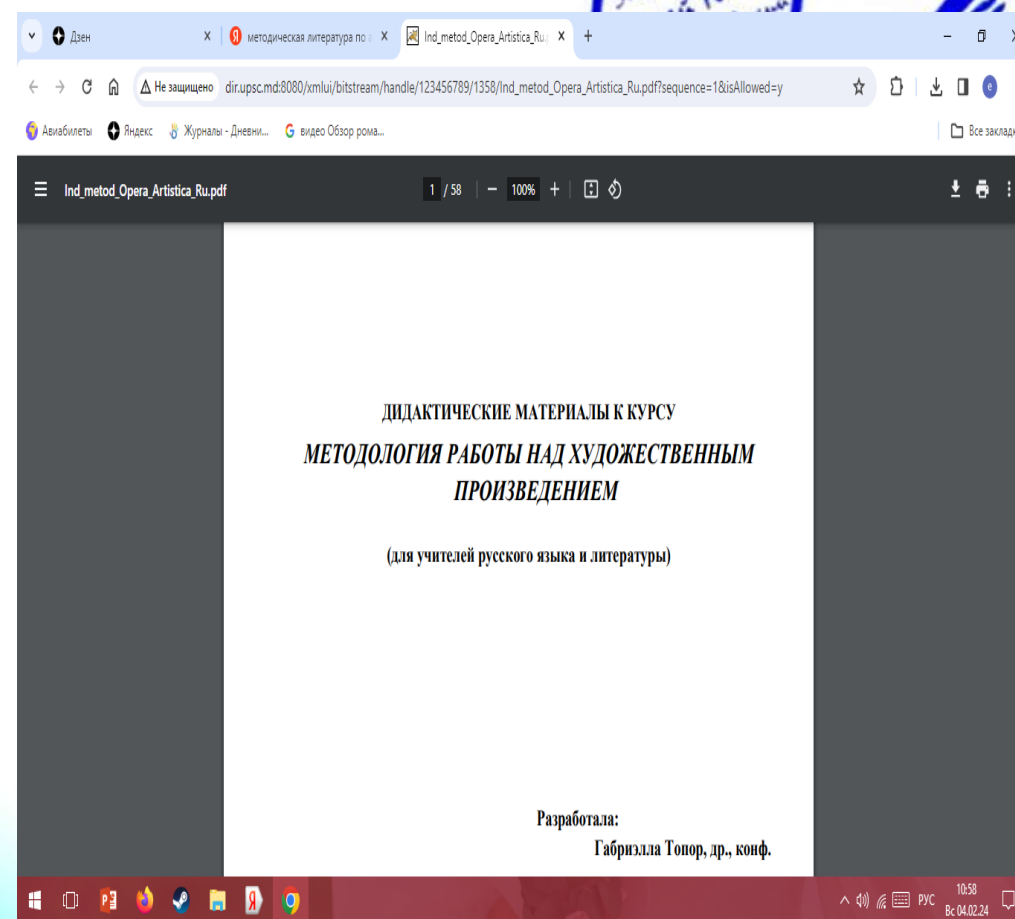 Дзен
методическая литература по а
Ind_metod_Opera_Artistica_Ru.
Не защищено dir.upsc.md:8080/xmlui/bitstream/handle/123456789/1358/Ind_metod_Opera_Artistica_Ru.pdf?sequence=1&isAllowed=y
Авиабилеты Яндекс Журналы - Дневни... видео Обзор рома... Все закладк
Ind_metod_Opera_Artistica_Ru.pdf 1 / 58 − 100% +
ДИДАКТИЧЕСКИЕ МАТЕРИАЛЫ К КУРСУ
МЕТОДОЛОГИЯ РАБОТЫ НАД ХУДОЖЕСТВЕННЫМ
ПРОИЗВЕДЕНИЕМ
(для учителей русского языка и литературы)
Разработала:
Габриэлла Топор, др., конф.
РУС
10:58
Вс 04.02.24